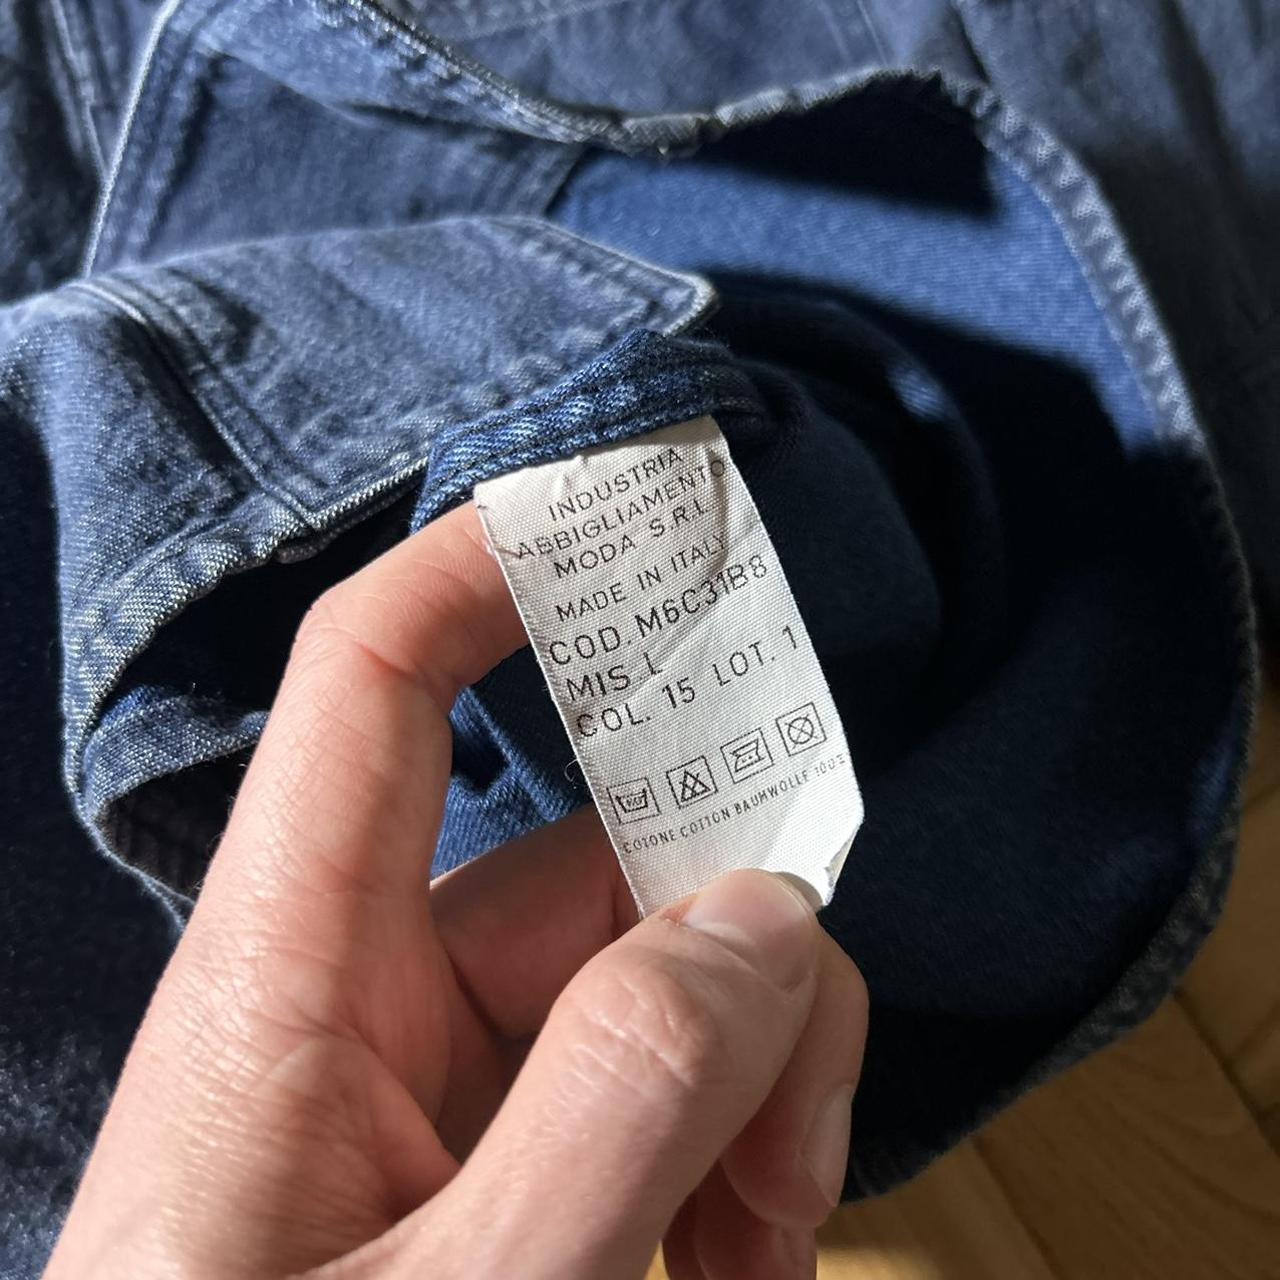 INDUSTRIA
ABBIGLIAMENTO
MODA S.R.L.
MADE IN ITALY
COD. M6C31B8
MIS L
COL. 15 LOT. 1
COTONE COTTON BAUMWOLLE 100%